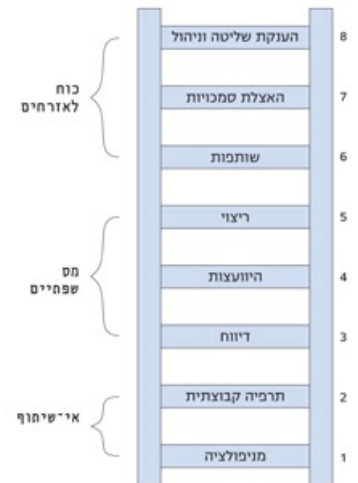 הענקת שליטה וניהול 8
האצלת סמכויות 7
שותפות 6
ריצוי 5
היוועצות 4
דיווח 3
תרפיה קבוצתית 2
מניפולציה 1
כוח
לאזרחים
מס
שפתיים
אי־שיתוף